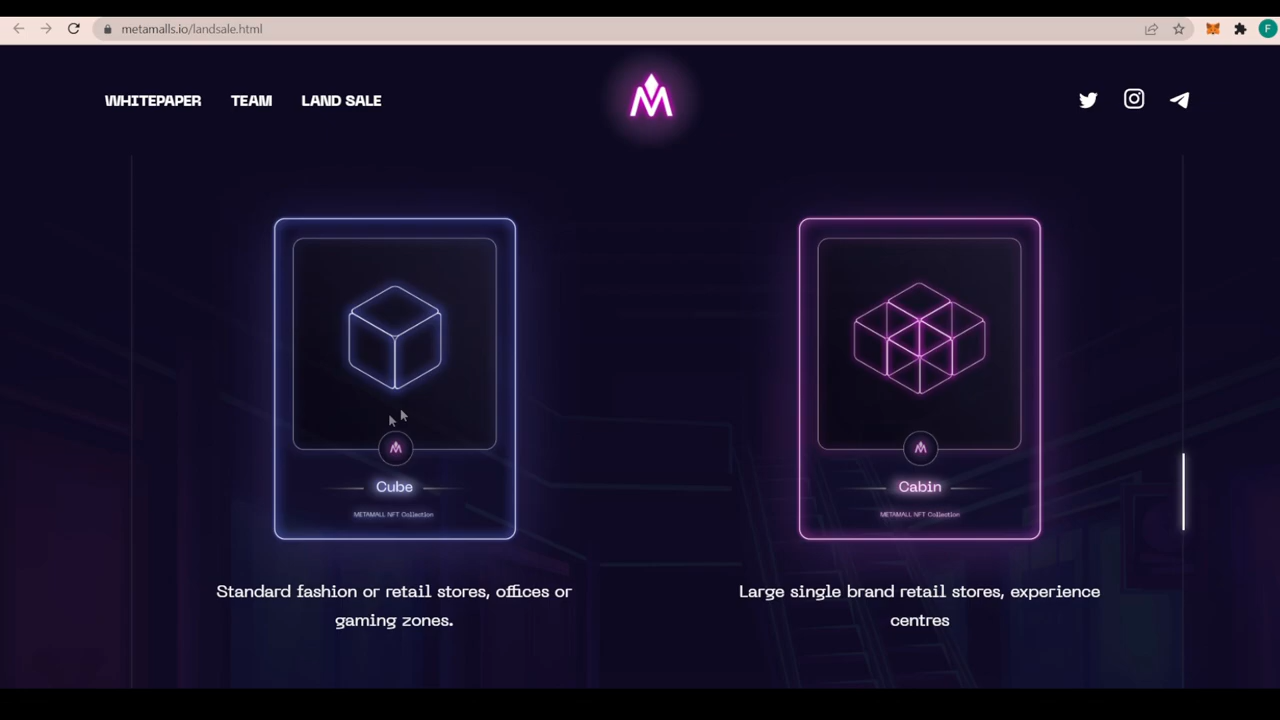 metamalls.io/landsale.html
F
WHITEPAPER TEAM LAND SALE
Cube
METAMALL NFT Collection
Standard fashion or retail stores, offices or
gaming zones.
Cabin
METAMALL NFT Collection
Large single brand retail stores, experience
centres